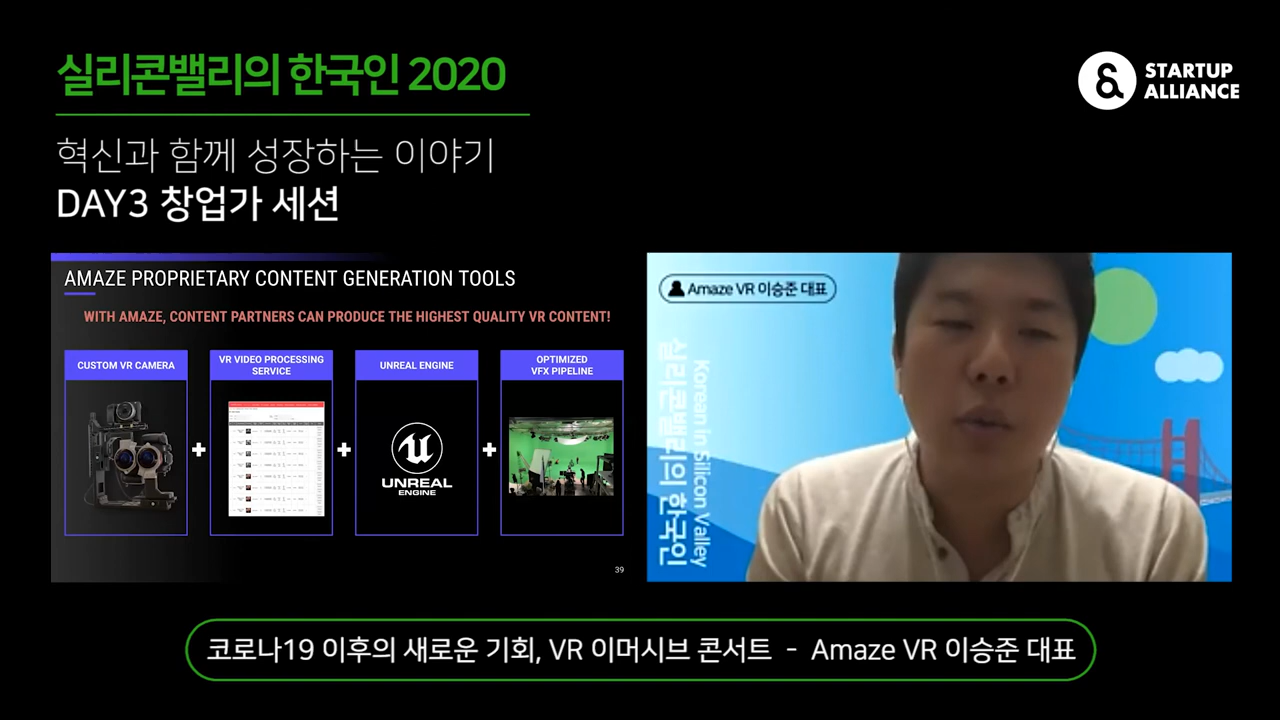 실리콘밸리의 한국인 2020
STARTUP
ALLIANCE
혁신과 함께 성장하는 이야기
DAY3 창업가 세션
AMAZE PROPRIETARY CONTENT GENERATION TOOLS
WITH AMAZE, CONTENT PARTNERS CAN PRODUCE THE HIGHEST QUALITY VR CONTENT!
CUSTOM VR CAMERA
VR VIDEO PROCESSING
SERVICE
UNREAL ENGINE
OPTIMIZED
VFX PIPELINE
UNREAL
ENGINE
39
Amaze VR 이승준 대표
Korean in Silicon Valley
실리콘밸리의 한국인
코로나19 이후의 새로운 기회, VR 이머시브 콘서트 - Amaze VR 이승준 대표